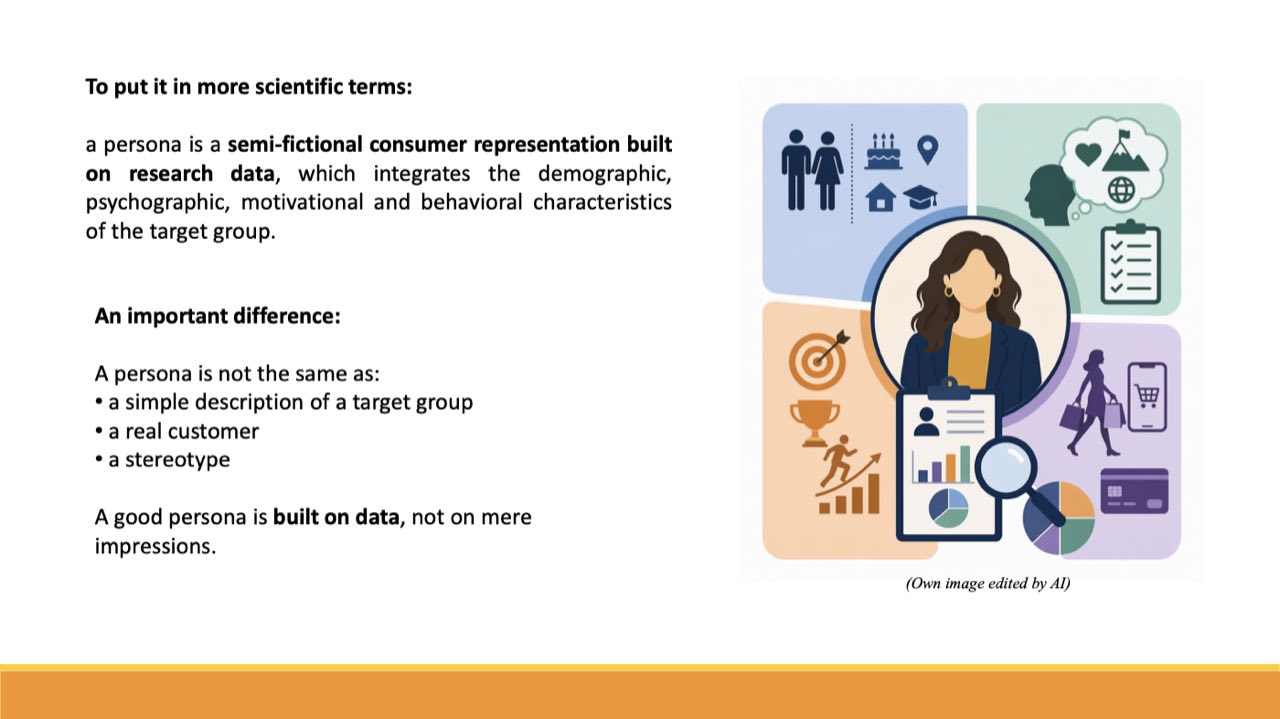 To put it in more scientific terms:
a persona is a semi-fictional consumer representation built
on research data, which integrates the demographic,
psychographic, motivational and behavioral characteristics
of the target group.
An important difference:
A persona is not the same as:
• a simple description of a target group
• a real customer
• a stereotype
A good persona is built on data, not on mere
impressions.
(Own image edited by AI)